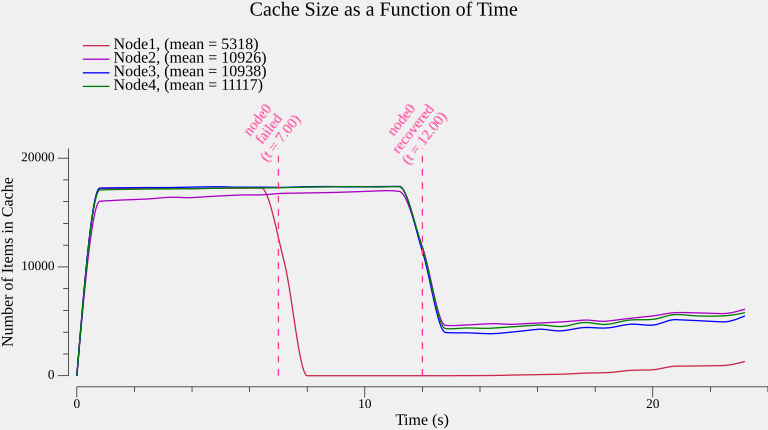 Cache Size as a Function of Time
Node1, (mean = 5318)
Node2, (mean = 10926)
Node3, (mean = 10938)
Node4, (mean = 11117)
node0
failed
(t = 7.00)
node0
recovered
(t = 12.00)
Number of Items in Cache
20000
10000
0
0
10
20
Time (s)